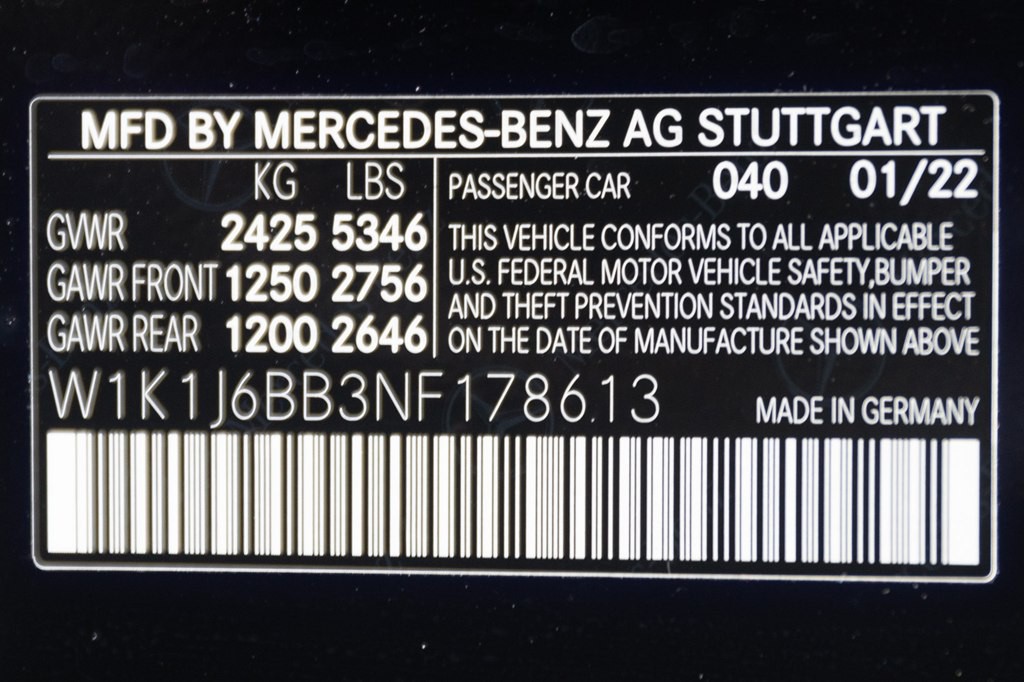 MFD BY MERCEDES-BENZ AG STUTTGART
KG LBS
GVWR 2425 5346
GAWR FRONT 1250 2756
GAWR REAR 1200 2646
PASSENGER CAR 040 01/22
THIS VEHICLE CONFORMS TO ALL APPLICABLE
U.S. FEDERAL MOTOR VEHICLE SAFETY,BUMPER
AND THEFT PREVENTION STANDARDS IN EFFECT
ON THE DATE OF MANUFACTURE SHOWN ABOVE
W1K1J6BB3NF178613
MADE IN GERMANY